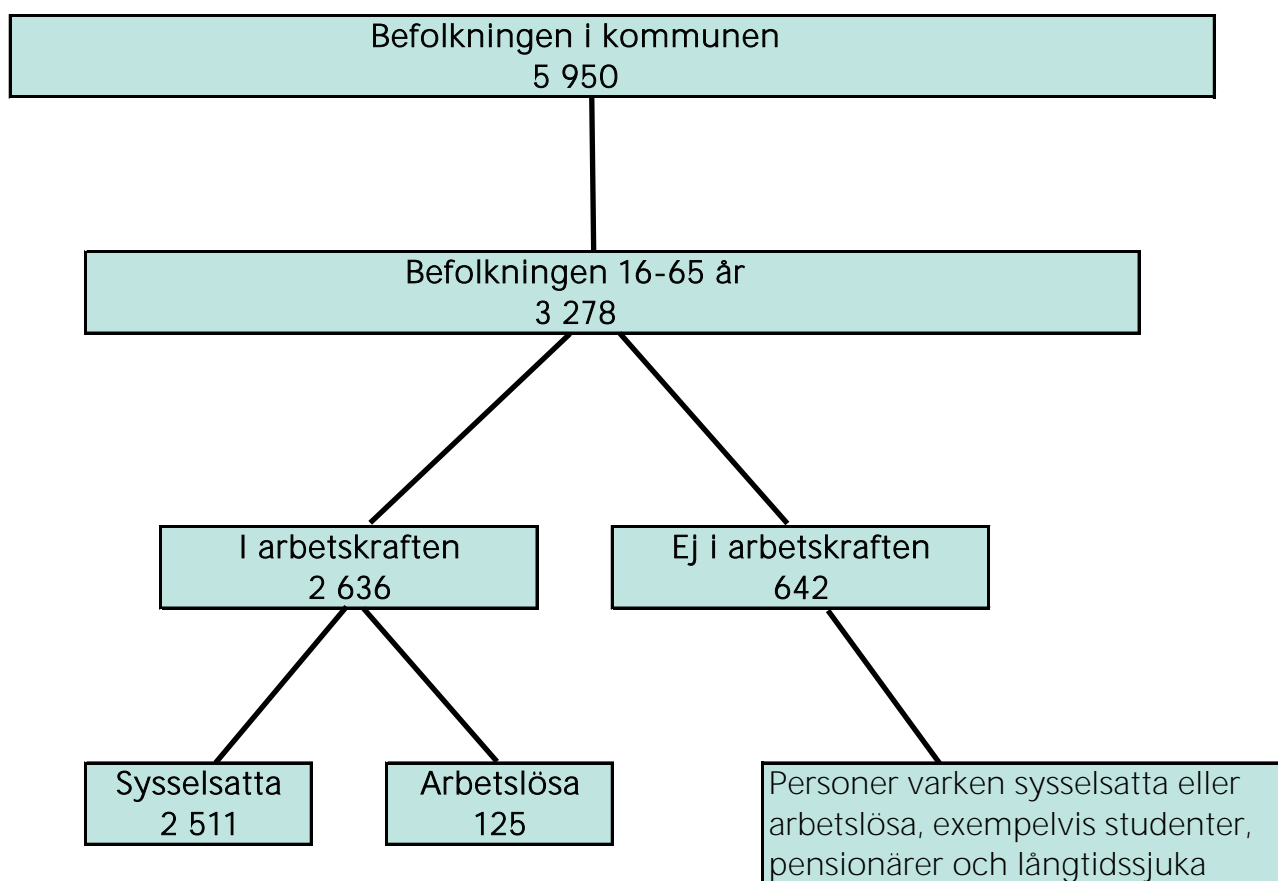 Befolkningen i kommunen
5 950
Befolkningen 16-65 år
3 278
I arbetskraften
2 636
Ej i arbetskraften
642
Sysselsatta
2 511
Arbetslösa
125
Personer varken sysselsatta eller
arbetslösa, exempelvis studenter,
pensionärer och långtidssjuka